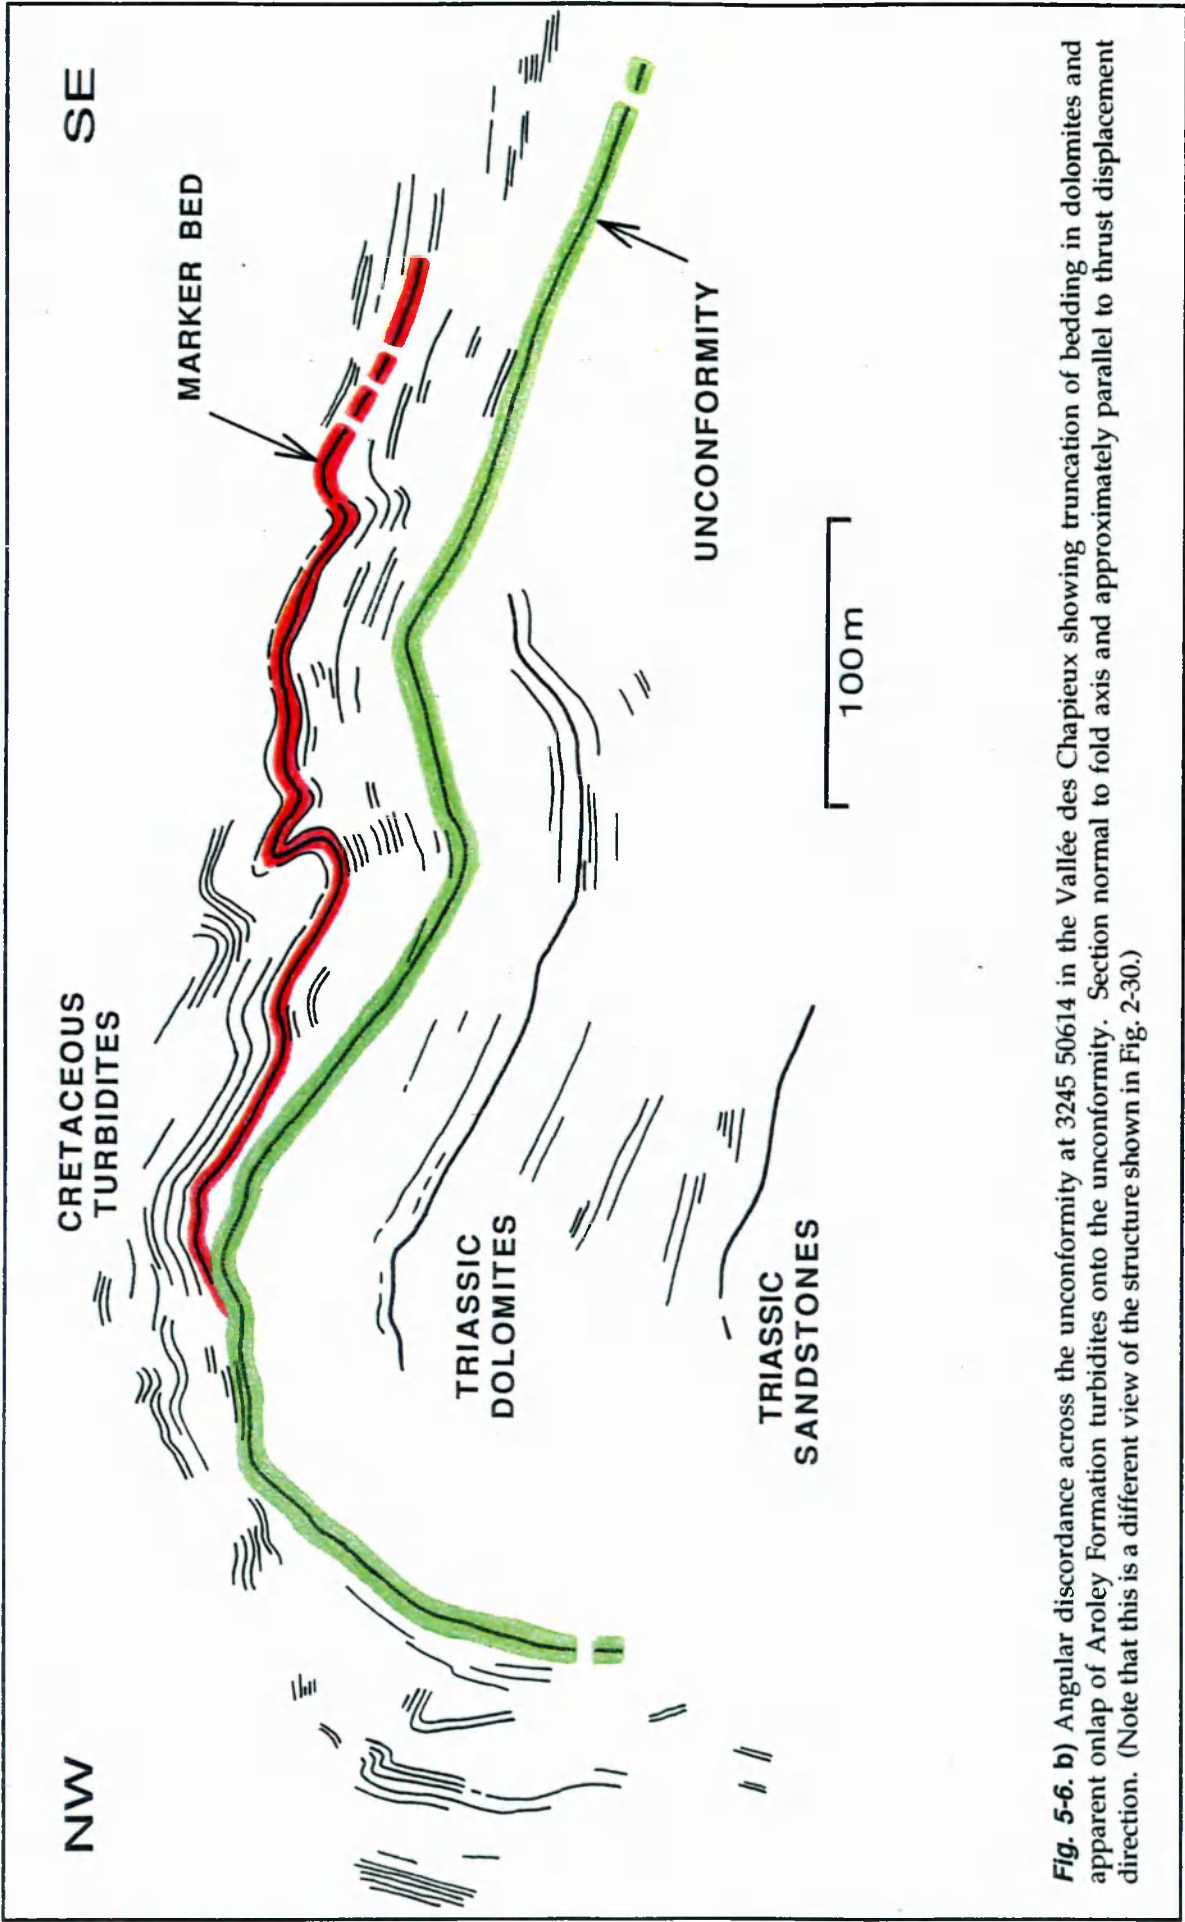 NW
SE
CRETACEOUS
TURBIDITES
MARKER BED
UNCONFORMITY
TRIASSIC
DOLOMITES
TRIASSIC
SANDSTONES
100m
Fig. 5-6. b) Angular discordance across the unconformity at 3245 50614 in the Vallée des Chapieux showing truncation of bedding in dolomites and
apparent onlap of Aroley Formation turbidites onto the unconformity. Section normal to fold axis and approximately parallel to thrust displacement
direction. (Note that this is a different view of the structure shown in Fig. 2-30.)